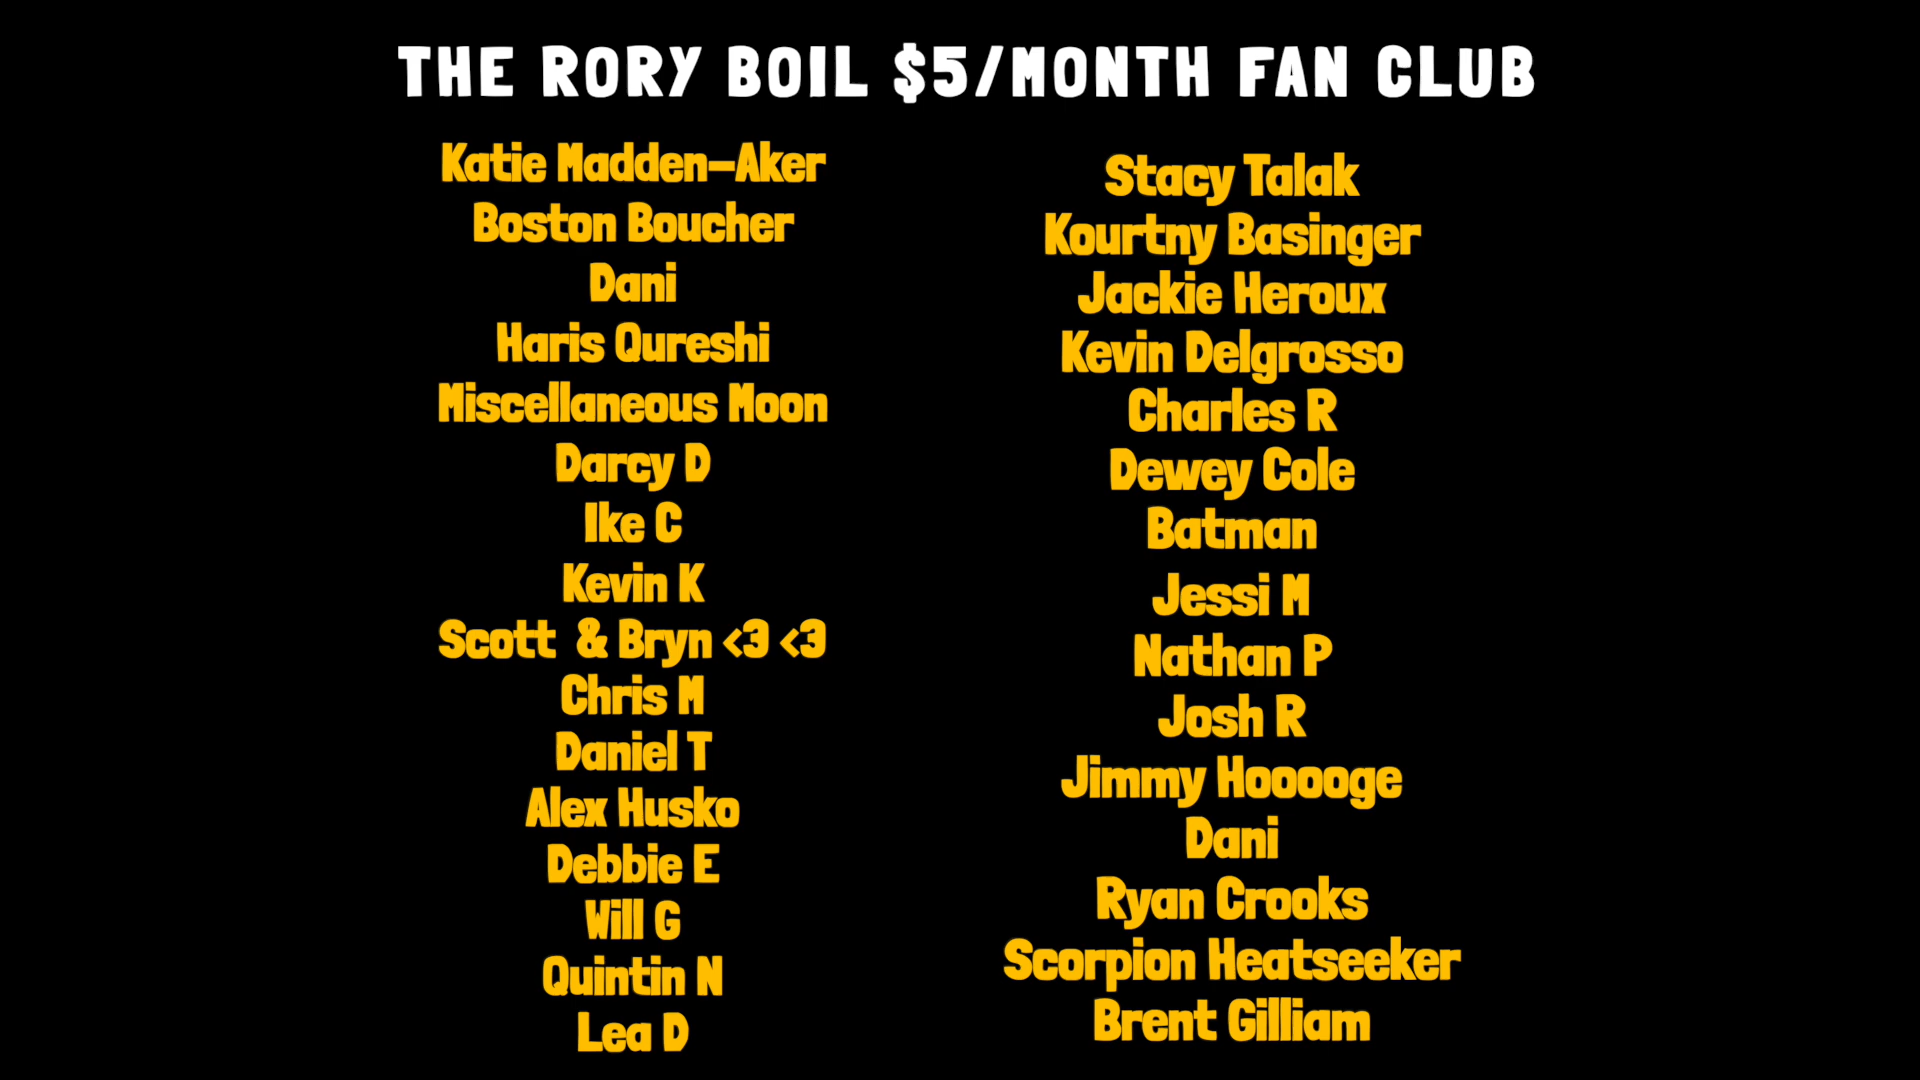 THE RORY BOIL $5/MONTH FAN CLUB
Katie Madden-Aker
Boston Boucher
Dani
Haris Qureshi
Miscellaneous Moon
Darcy D
Ike C
Kevin K
Scott & Bryn <3 <3
Chris M
Daniel T
Alex Husko
Debbie E
Will G
Quintin N
Lea D
Stacy Talak
Kourtny Basinger
Jackie Heroux
Kevin Delgrosso
Charles R
Dewey Cole
Batman
Jessi M
Nathan P
Josh R
Jimmy Hooooge
Dani
Ryan Crooks
Scorpion Heatseeker
Brent Gilliam